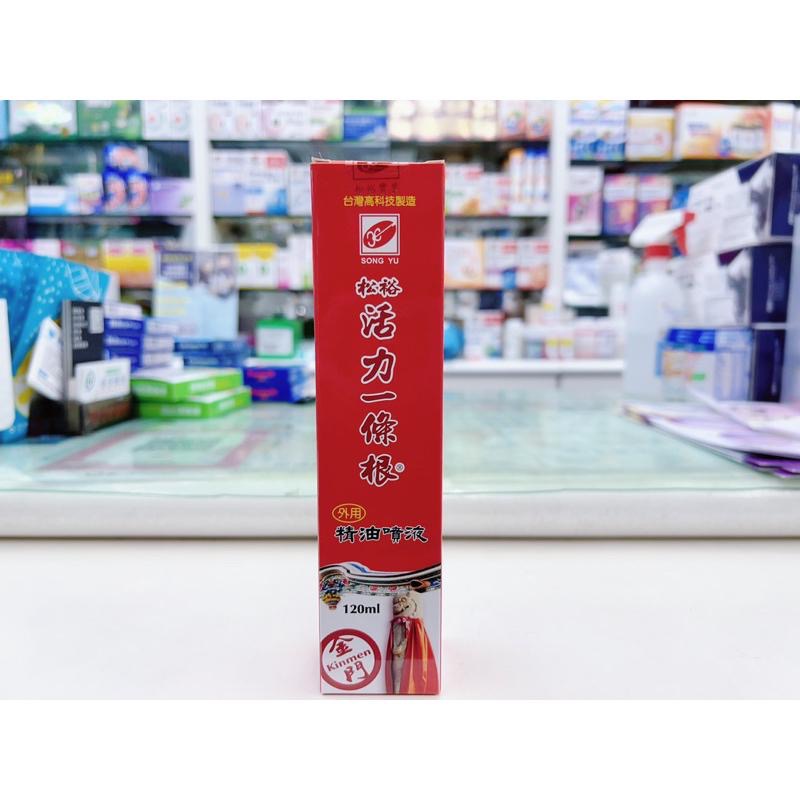 台灣高科技製造
SONG YU
松裕
活力一條根®
外用
精油噴液
120ml
金
Kinmen
門